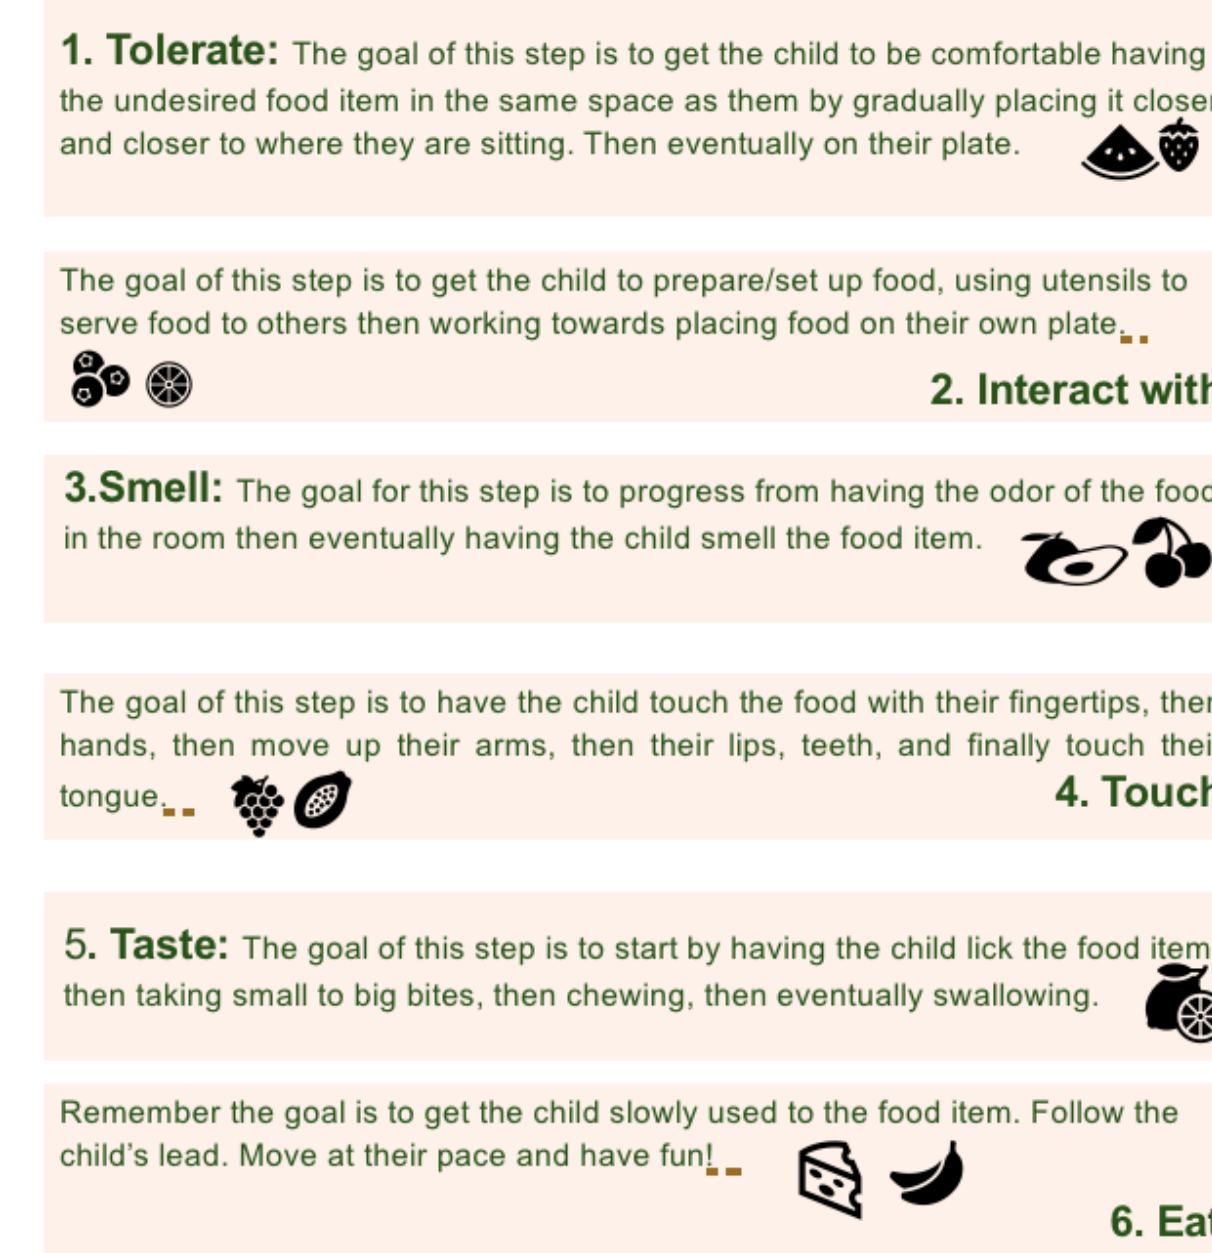 1. Tolerate: The goal of this step is to get the child to be comfortable having
the undesired food item in the same space as them by gradually placing it closer
and closer to where they are sitting. Then eventually on their plate.
The goal of this step is to get the child to prepare/set up food, using utensils to
serve food to others then working towards placing food on their own plate.
2. Interact with
3.Smell: The goal for this step is to progress from having the odor of the food
in the room then eventually having the child smell the food item.
The goal of this step is to have the child touch the food with their fingertips, then
hands, then move up their arms, then their lips, teeth, and finally touch their
tongue.
4. Touch
5. Taste: The goal of this step is to start by having the child lick the food item
then taking small to big bites, then chewing, then eventually swallowing.
Remember the goal is to get the child slowly used to the food item. Follow the
child's lead. Move at their pace and have fun!
6. Eat